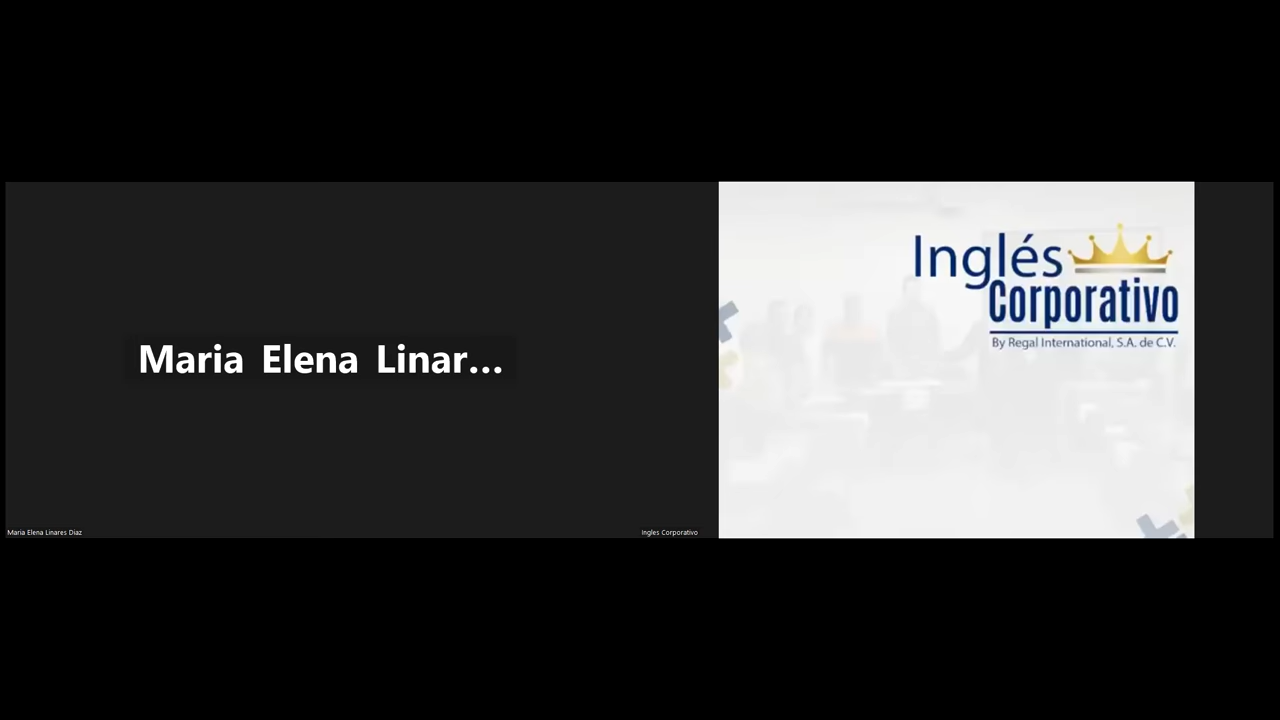 Maria Elena Linar...
Maria Elena Linares Diaz
Ingles Corporativo
Inglés
Corporativo
By Regal International, S.A. de C.V.